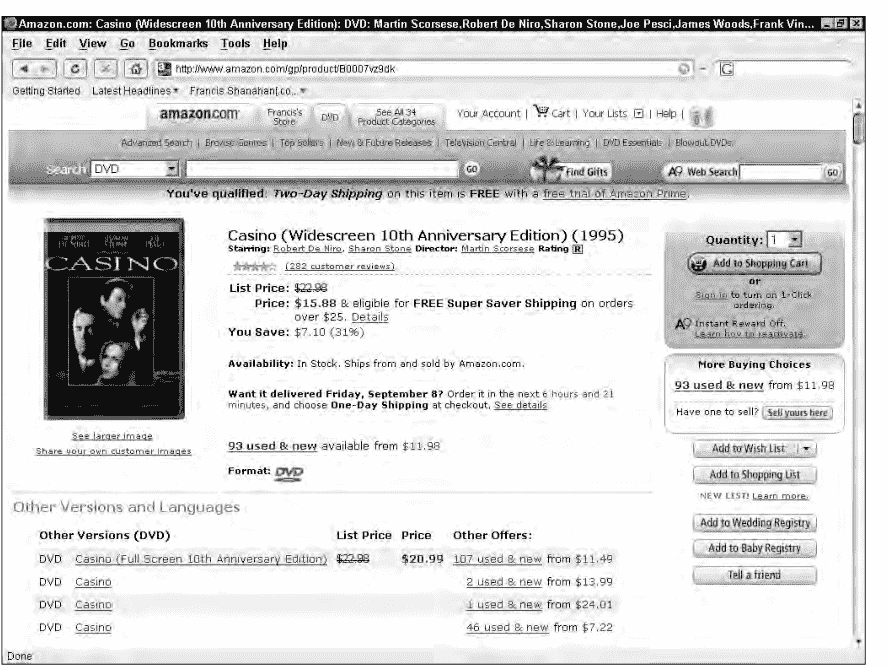 Amazon.com: Casino (Widescreen 10th Anniversary Edition): DVD: Martin Scorsese,Robert De Niro,Sharon Stone,Joe Pesci,James Woods,Frank Vin...
File Edit View Go Bookmarks Tools Help
http://www.amazon.com/gp/product/B0007vz9dk
G
Getting Started Latest Headlines Francis Shanahan[.co...
amazon.com Francis's Store DVD See All 34 Product Categories Your Account | Cart | Your Lists | Help |
Advanced Search | Browse Genres | Top Sellers | New & Future Releases | Television Central | Life & Learning | DVD Essentials | Blowout DVDs
Search DVD GO Find Gifts A9 Web Search GO
You've qualified: Two-Day Shipping on this item is FREE with a free trial of Amazon Prime.
CASINO
Casino (Widescreen 10th Anniversary Edition) (1995)
Starring: Robert De Niro, Sharon Stone Director: Martin Scorsese Rating R
(282 customer reviews)
List Price: $22.98
Price: $15.88 & eligible for FREE Super Saver Shipping on orders
over $25. Details
You Save: $7.10 (31%)
Availability: In Stock. Ships from and sold by Amazon.com.
Want it delivered Friday, September 8? Order it in the next 6 hours and 21
minutes, and choose One-Day Shipping at checkout. See details
93 used & new available from $11.98
Format: DVD
See larger image
Share your own customer images
Quantity: 1
Add to Shopping Cart
or
Sign in to turn on 1-Click
ordering.
A9 Instant Reward Off.
Learn how to reactivate.
More Buying Choices
93 used & new from $11.98
Have one to sell? Sell yours here
Add to Wish List
Add to Shopping List
NEW LIST! Learn more.
Add to Wedding Registry
Add to Baby Registry
Tell a friend
Other Versions and Languages
Other Versions (DVD) List Price Price Other Offers:
DVD Casino (Full Screen 10th Anniversary Edition) $22.98 $20.99 107 used & new from $11.49
DVD Casino 2 used & new from $13.99
DVD Casino 1 used & new from $24.01
DVD Casino 46 used & new from $7.22
Done